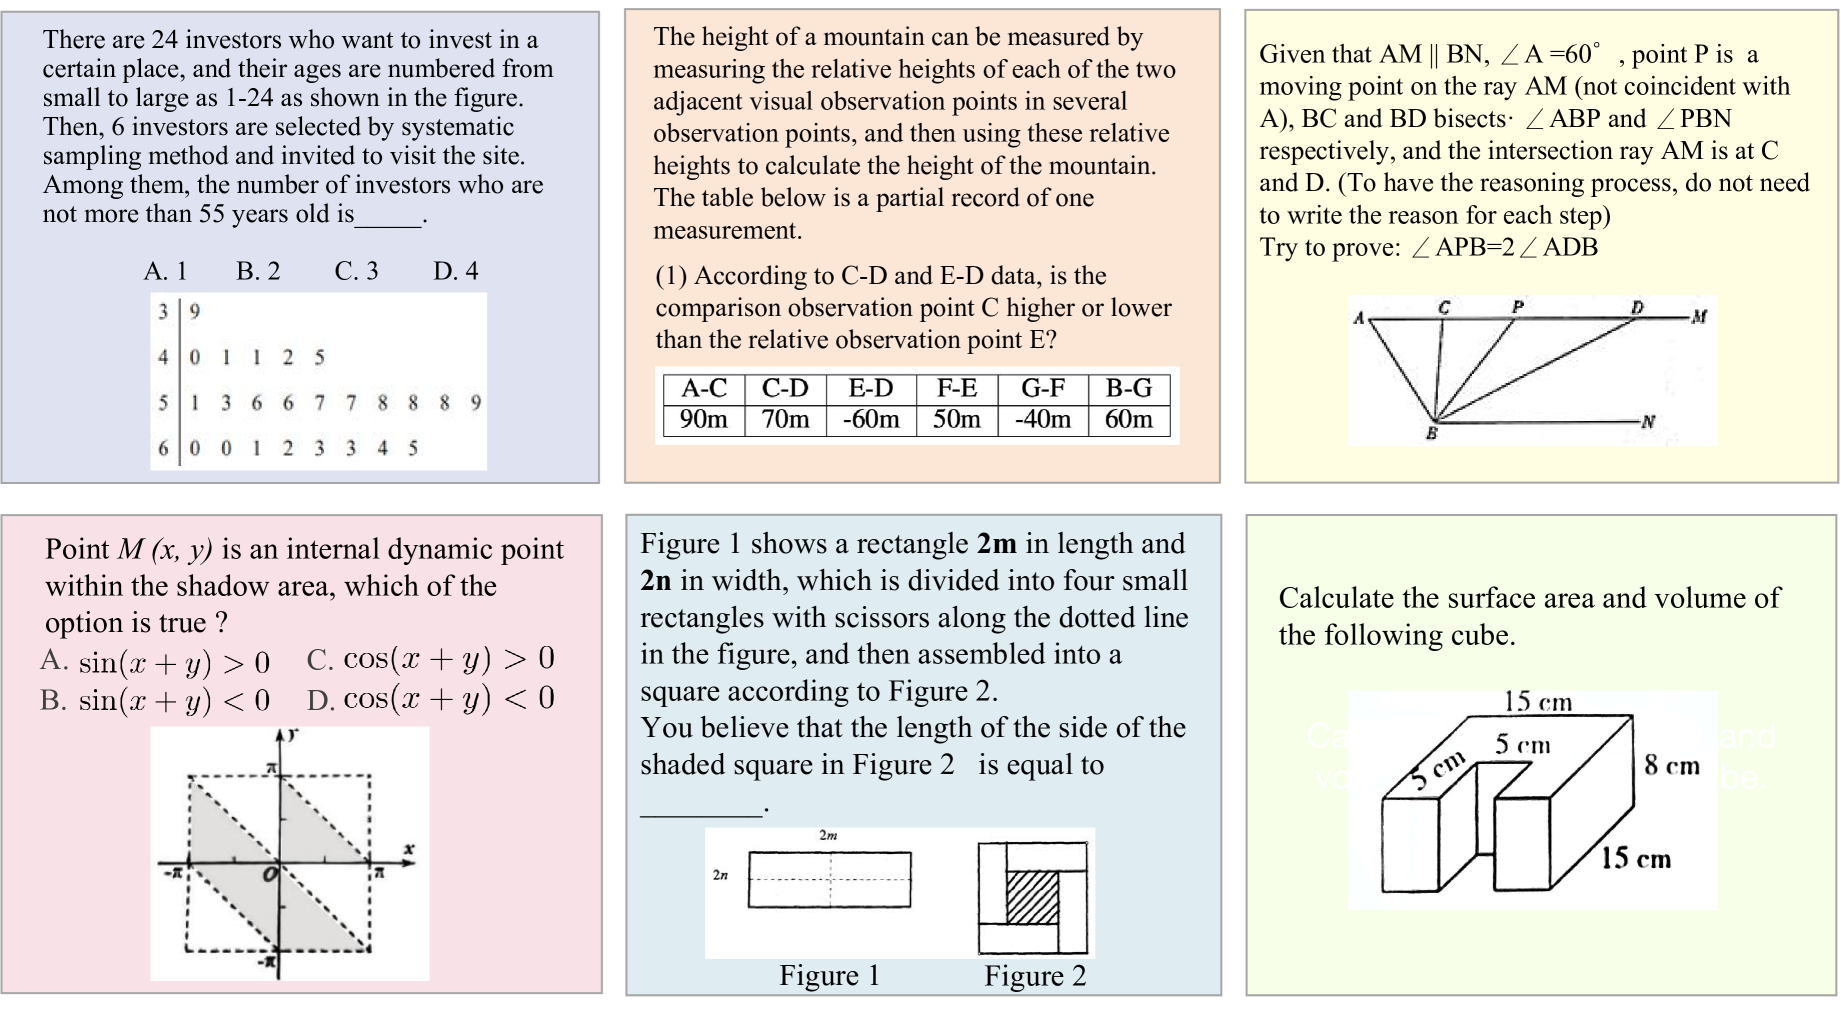 There are 24 investors who want to invest in a
certain place, and their ages are numbered from
small to large as 1-24 as shown in the figure.
Then, 6 investors are selected by systematic
sampling method and invited to visit the site.
Among them, the number of investors who are
not more than 55 years old is_____.
A. 1 B. 2 C. 3 D. 4
3 | 9
4 | 0 1 1 2 5
5 | 1 3 6 6 7 7 8 8 8 9
6 | 0 0 1 2 3 3 4 5
The height of a mountain can be measured by
measuring the relative heights of each of the two
adjacent visual observation points in several
observation points, and then using these relative
heights to calculate the height of the mountain.
The table below is a partial record of one
measurement.
(1) According to C-D and E-D data, is the
comparison observation point C higher or lower
than the relative observation point E?
A-C C-D E-D F-E G-F B-G
90m 70m -60m 50m -40m 60m
Given that AM || BN, ∠A =60° , point P is a
moving point on the ray AM (not coincident with
A), BC and BD bisects· ∠ABP and ∠PBN
respectively, and the intersection ray AM is at C
and D. (To have the reasoning process, do not need
to write the reason for each step)
Try to prove: ∠APB=2∠ADB
A C P D M
B N
Point M (x, y) is an internal dynamic point
within the shadow area, which of the
option is true ?
A. sin(x + y) > 0 C. cos(x + y) > 0
B. sin(x + y) < 0 D. cos(x + y) < 0
y
π
x
-π O π
-π
Figure 1 shows a rectangle 2m in length and
2n in width, which is divided into four small
rectangles with scissors along the dotted line
in the figure, and then assembled into a
square according to Figure 2.
You believe that the length of the side of the
shaded square in Figure 2 is equal to
_________.
2m
2n
Figure 1 Figure 2
Calculate the surface area and volume of
the following cube.
15 cm
5 cm
5 cm
8 cm
15 cm